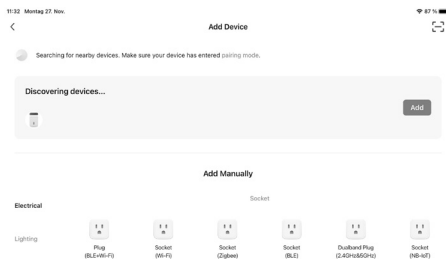 11:32 Montag 27. Nov.
87 %
Add Device
Searching for nearby devices. Make sure your device has entered pairing mode.
Discovering devices...
Add
Add Manually
Socket
Electrical
Lighting
Plug
(BLE+Wi-Fi)
Socket
(Wi-Fi)
Socket
(Zigbee)
Socket
(BLE)
Dualband Plug
(2.4GHz&5GHz)
Socket
(NB-IoT)